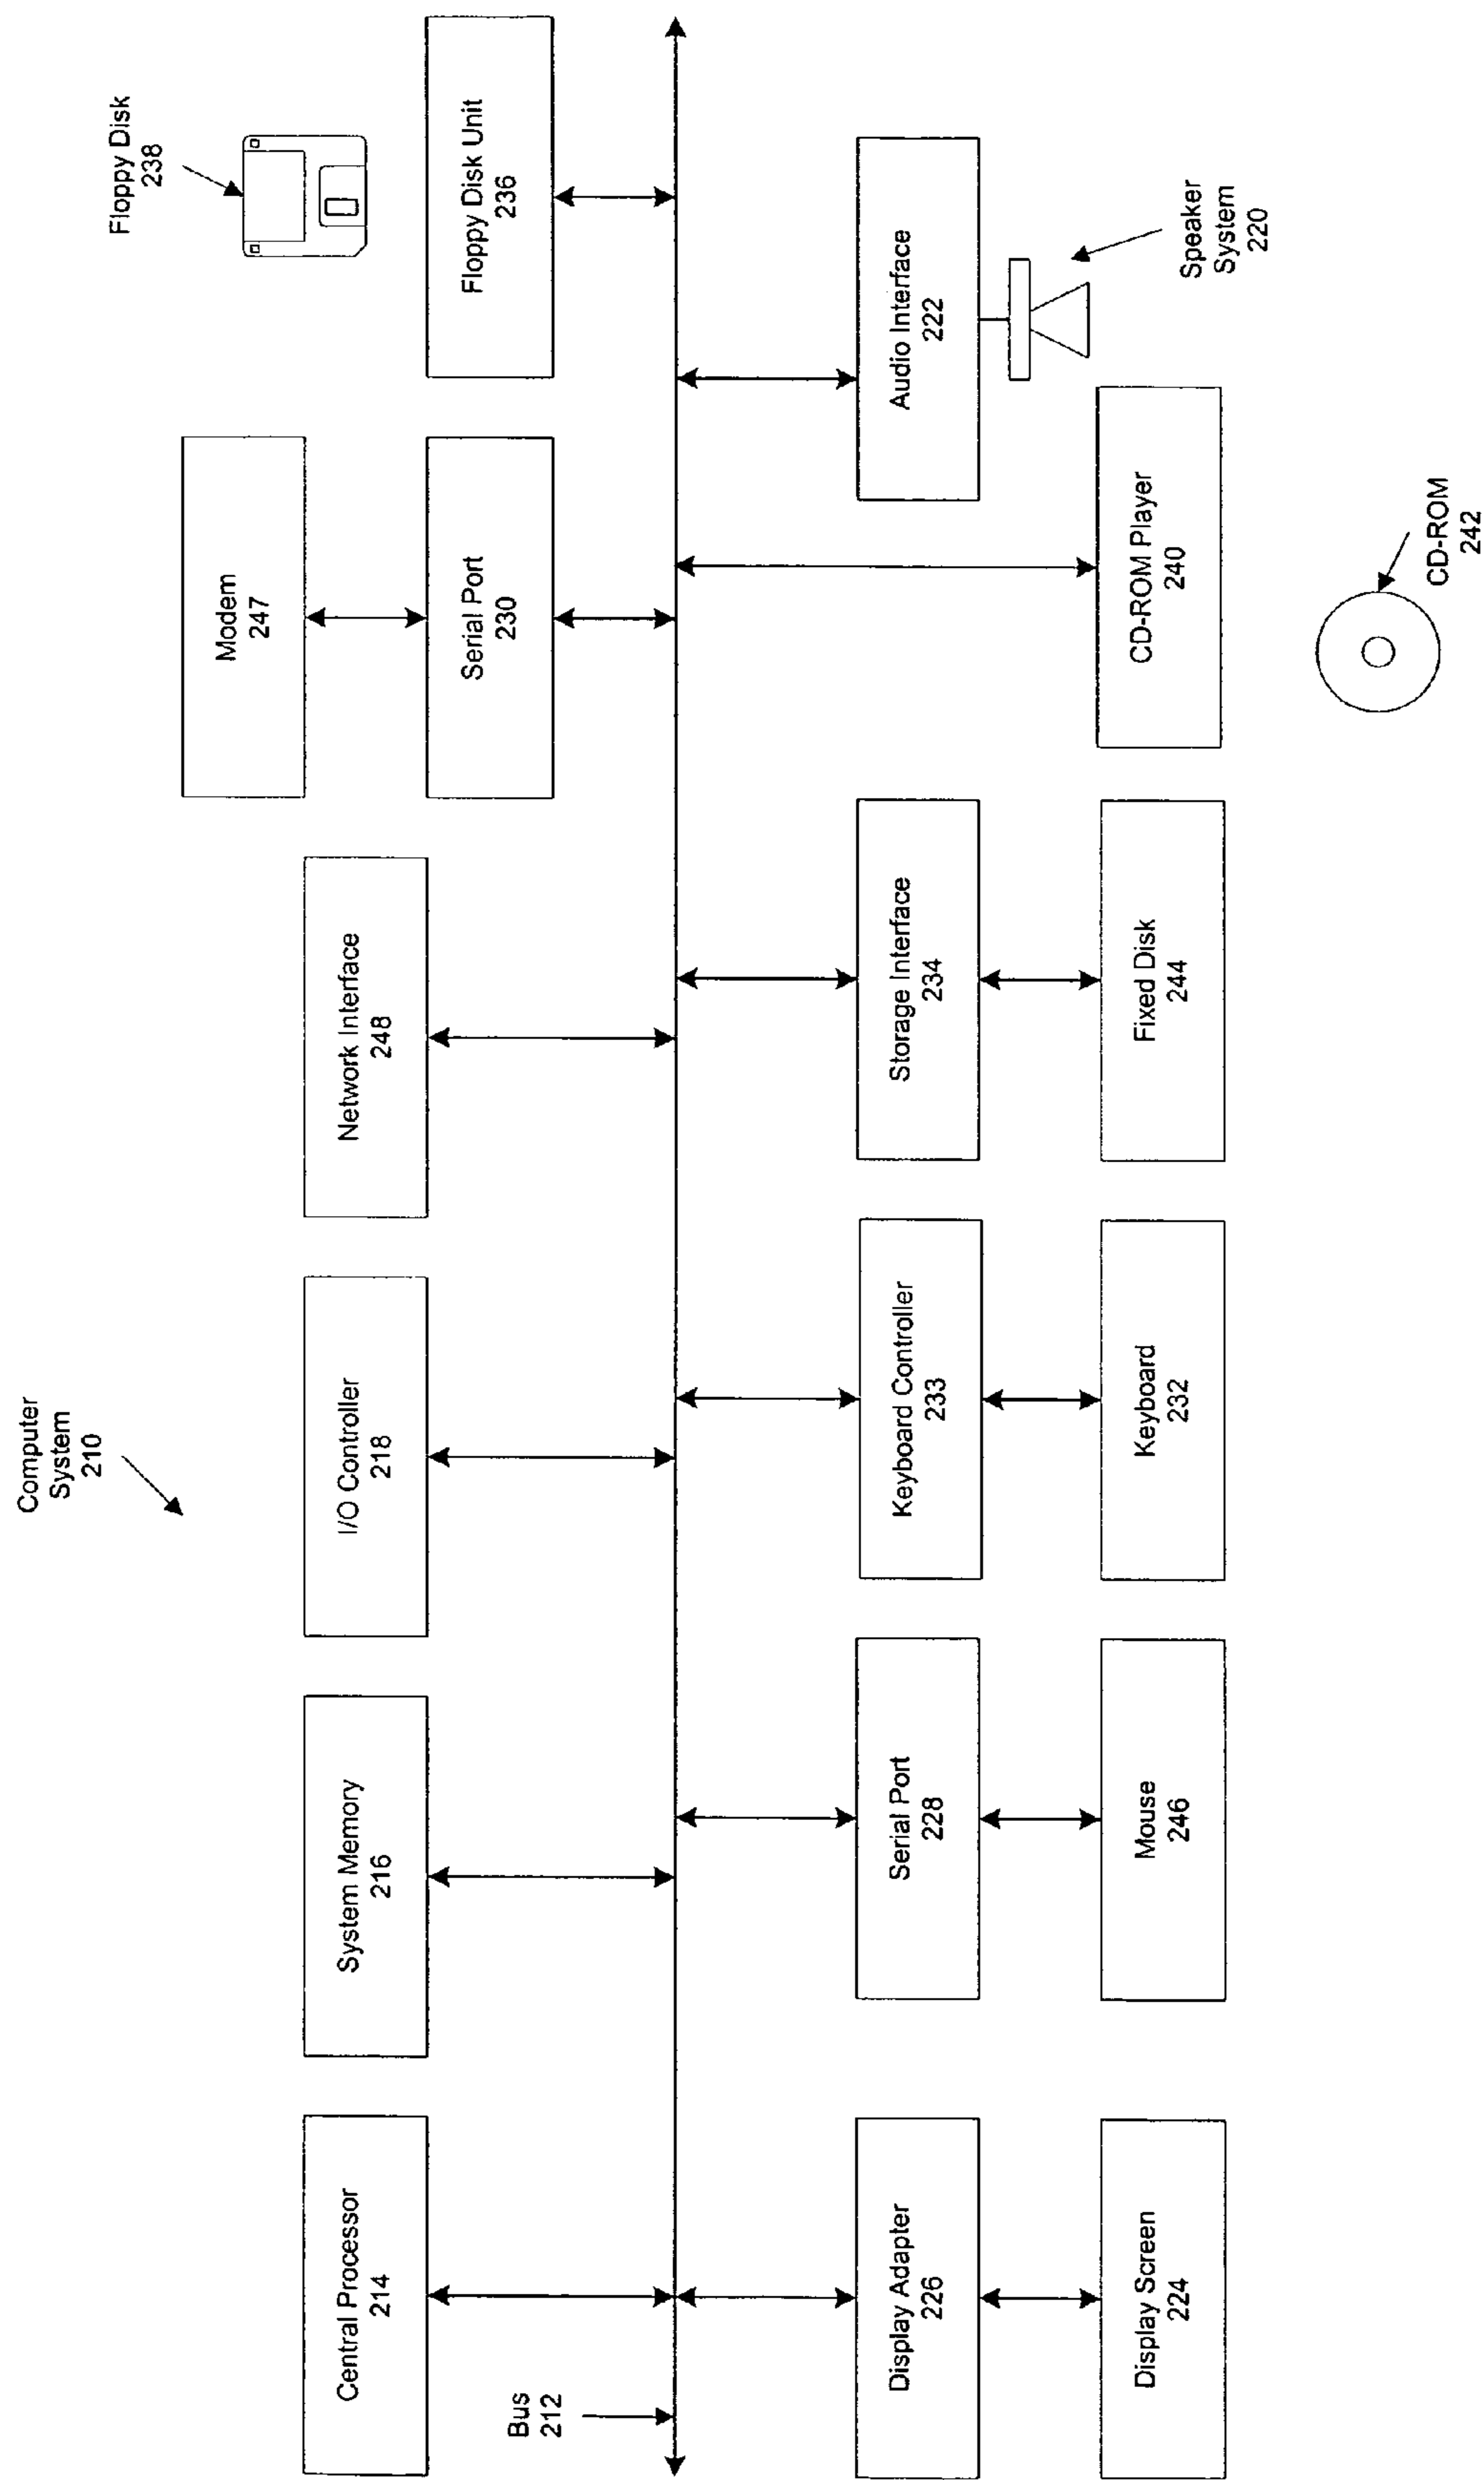 Computer
System
210
Floppy Disk
238
Modem
247
Central Processor
214
System Memory
216
I/O Controller
218
Network Interface
248
Serial Port
230
Floppy Disk Unit
236
Bus
212
Display Adapter
226
Serial Port
228
Keyboard Controller
233
Storage Interface
234
Audio Interface
222
Display Screen
224
Mouse
246
Keyboard
232
Fixed Disk
244
CD-ROM Player
240
Speaker
System
220
CD-ROM
242